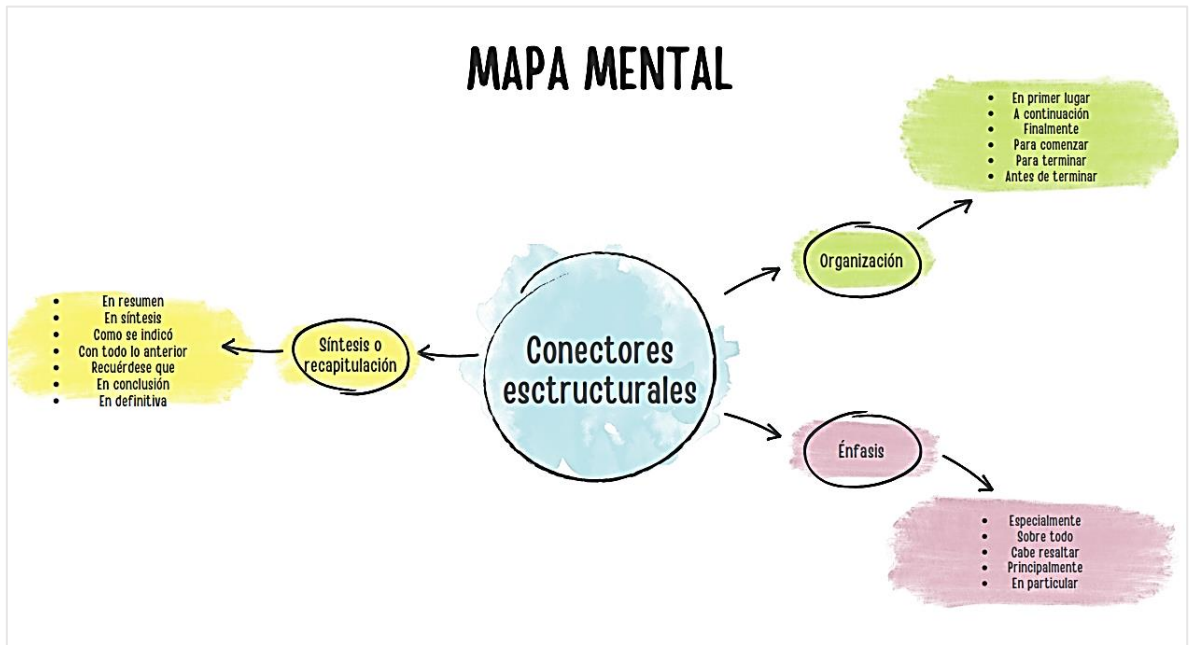 MAPA MENTAL
• En primer lugar
• A continuación
• Finalmente
• Para comenzar
• Para terminar
• Antes de terminar
Organización
• En resumen
• En síntesis
• Como se indicó
• Con todo lo anterior
• Recuérdese que
• En conclusión
• En definitiva
Síntesis o
recapitulación
Conectores
esctructurales
Énfasis
• Especialmente
• Sobre todo
• Cabe resaltar
• Principalmente
• En particular